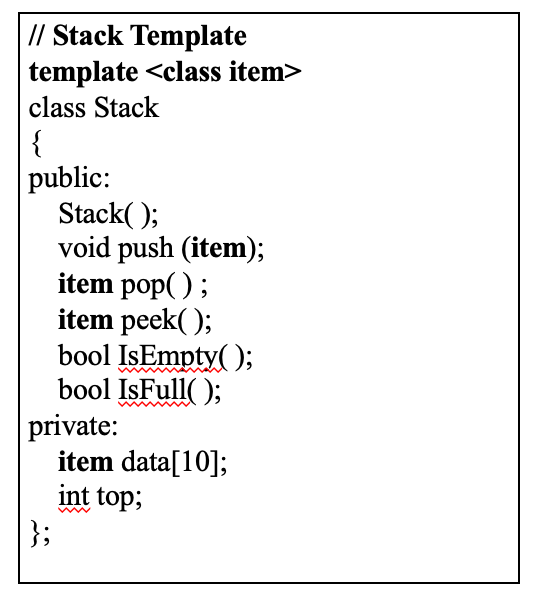 // Stack Template
template <class item>
class Stack
{
public:
Stack( );
void push (item);
item pop( ) ;
item peek( );
bool IsEmpty( );
bool IsFull( );
private:
item data[10];
int top;
};